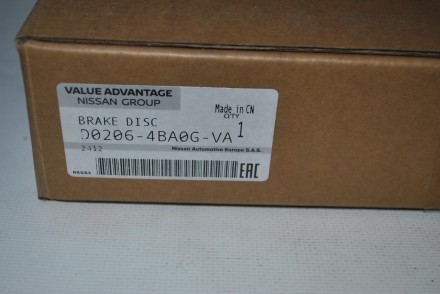 VALUE ADVANTAGE
NISSAN GROUP
Made in CN
QTY
BRAKE DISC
D0206-4BA0G-VA 1
2412
Nissan Automotive Europe S.A.S.
EAC